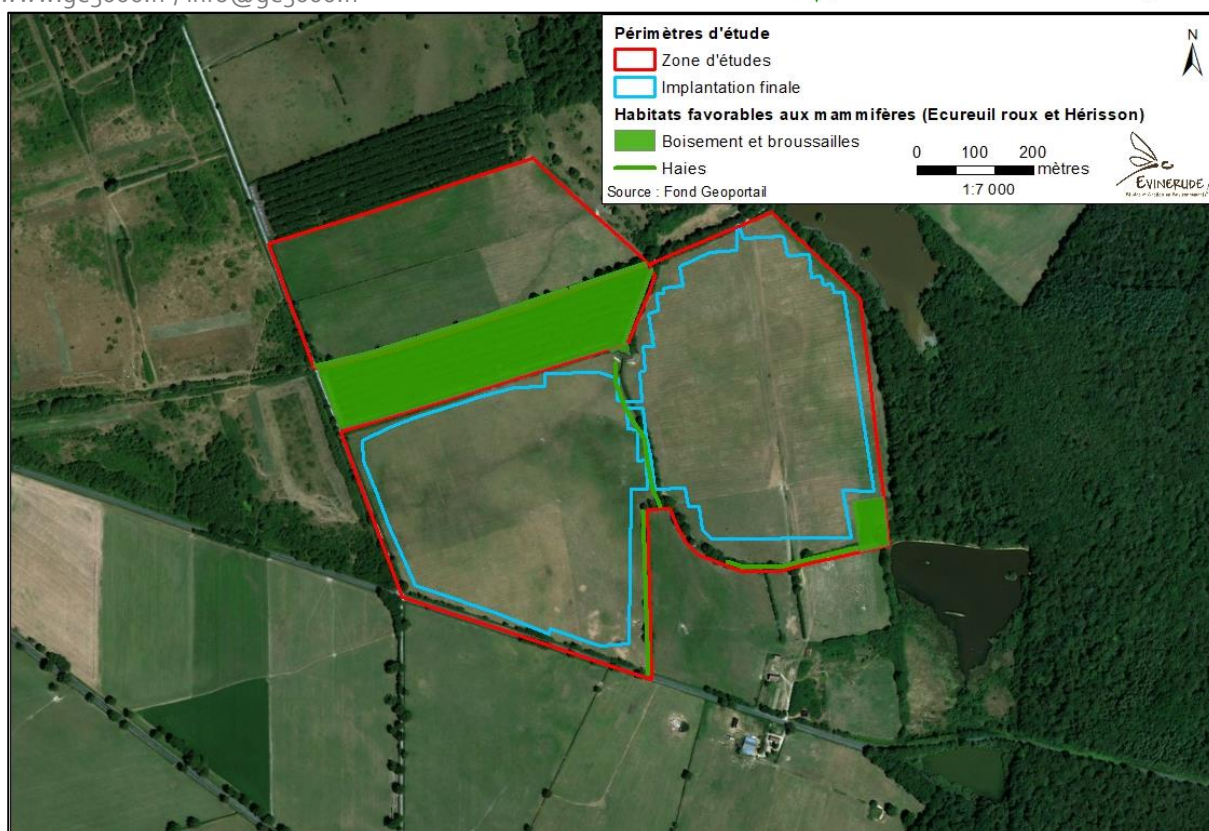 Périmètres d'étude
Zone d'études
Implantation finale
Habitats favorables aux mammifères (Ecureuil roux et Hérisson)
Boisement et broussailles
Haies
Source : Fond Geoportail
0 100 200
mètres
1:7 000
N
EVINERUDE